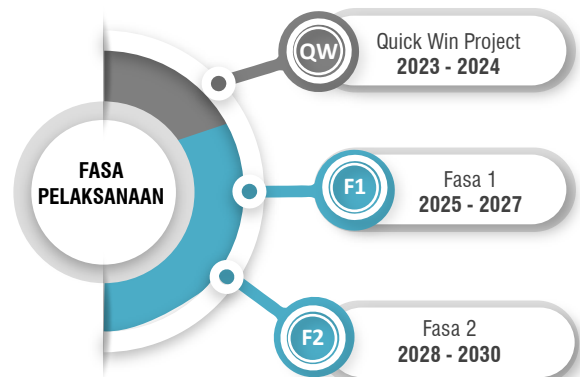 FASA
PELAKSANAAN
QW
Quick Win Project
2023 - 2024
F1
Fasa 1
2025 - 2027
F2
Fasa 2
2028 - 2030